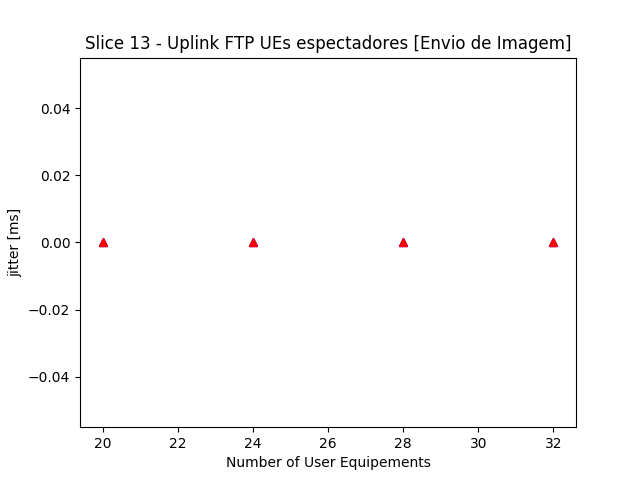 Slice 13 - Uplink FTP UEs espectadores [Envio de Imagem]
0.04
0.02
0.00
−0.02
−0.04
jitter [ms]
20 22 24 26 28 30 32
Number of User Equipements